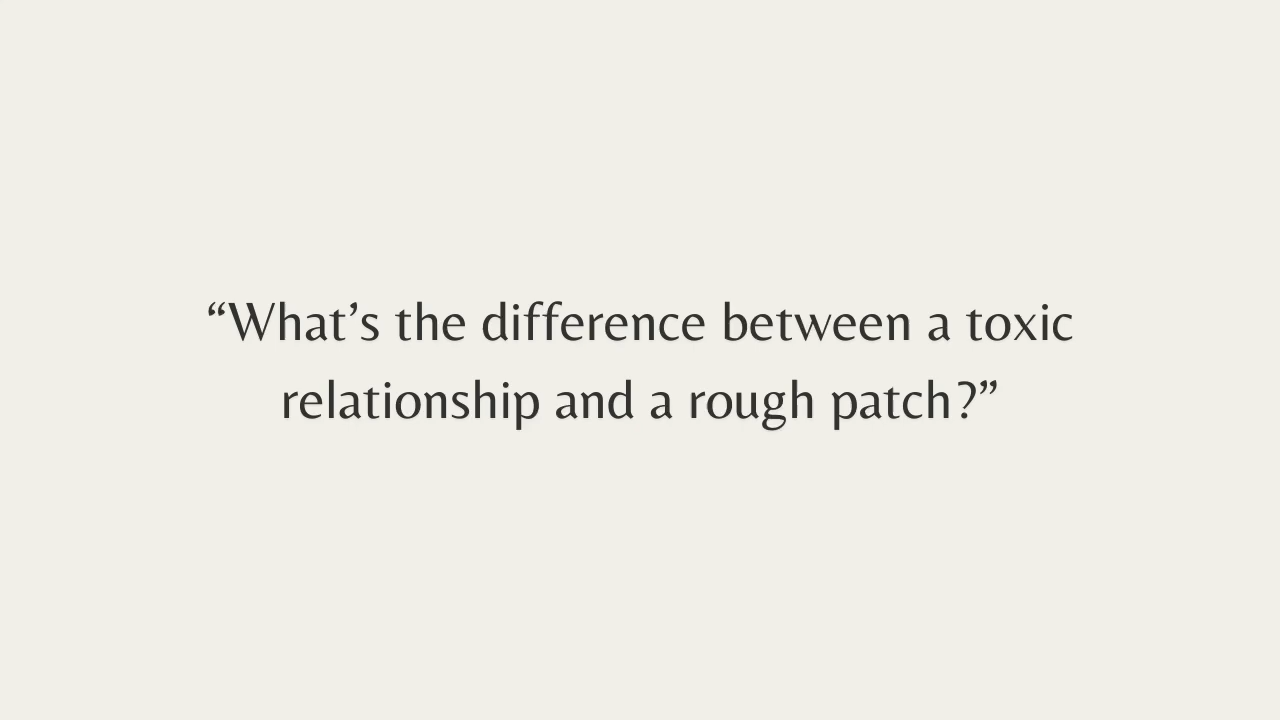 “What’s the difference between a toxic
relationship and a rough patch?”